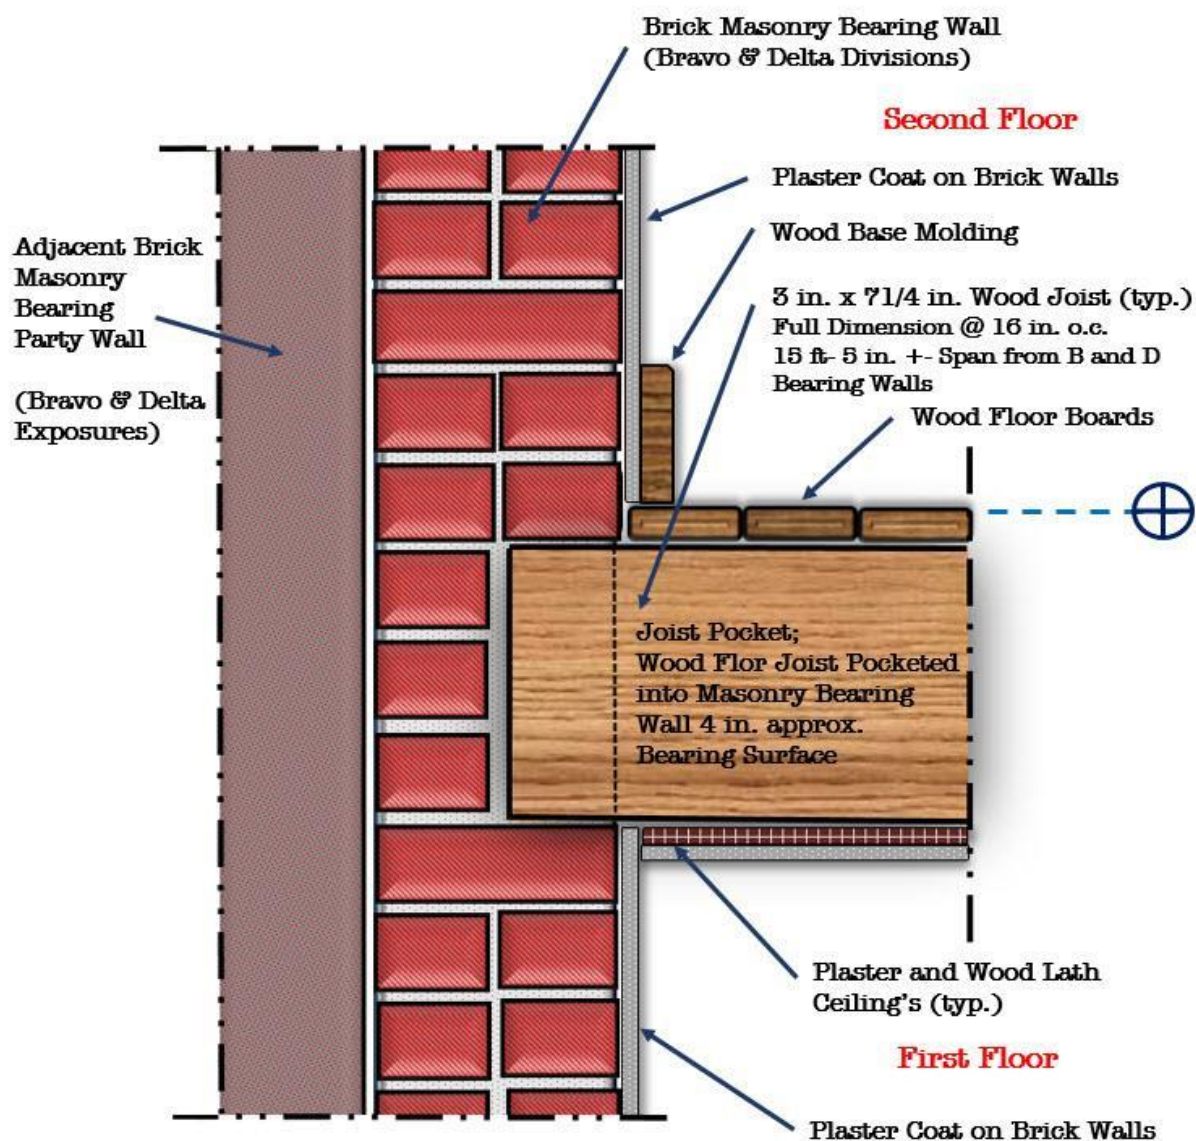 Brick Masonry Bearing Wall
(Bravo & Delta Divisions)
Second Floor
Plaster Coat on Brick Walls
Wood Base Molding
Adjacent Brick
Masonry
Bearing
Party Wall
(Bravo & Delta
Exposures)
3 in. x 71/4 in. Wood Joist (typ.)
Full Dimension @ 16 in. o.c.
15 ft- 5 in. +- Span from B and D
Bearing Walls
Wood Floor Boards
Joist Pocket;
Wood Flor Joist Pocketed
into Masonry Bearing
Wall 4 in. approx.
Bearing Surface
Plaster and Wood Lath
Ceiling's (typ.)
First Floor
Plaster Coat on Brick Walls